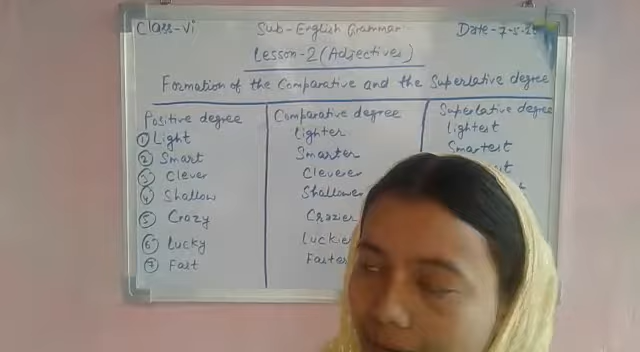 Class-vi Sub-English Grammar Date-7-5-21
Lesson-2 (Adjectives)
Formation of the Comparative and the Superlative degree
Positive degree Comparative degree Superlative degree
① Light Lighter Lightest
② Smart Smarter Smartest
③ Clever
④ Shallow Shallower
⑤ Crazy Crazier
⑥ Lucky Luckier
⑦ Fast Faster